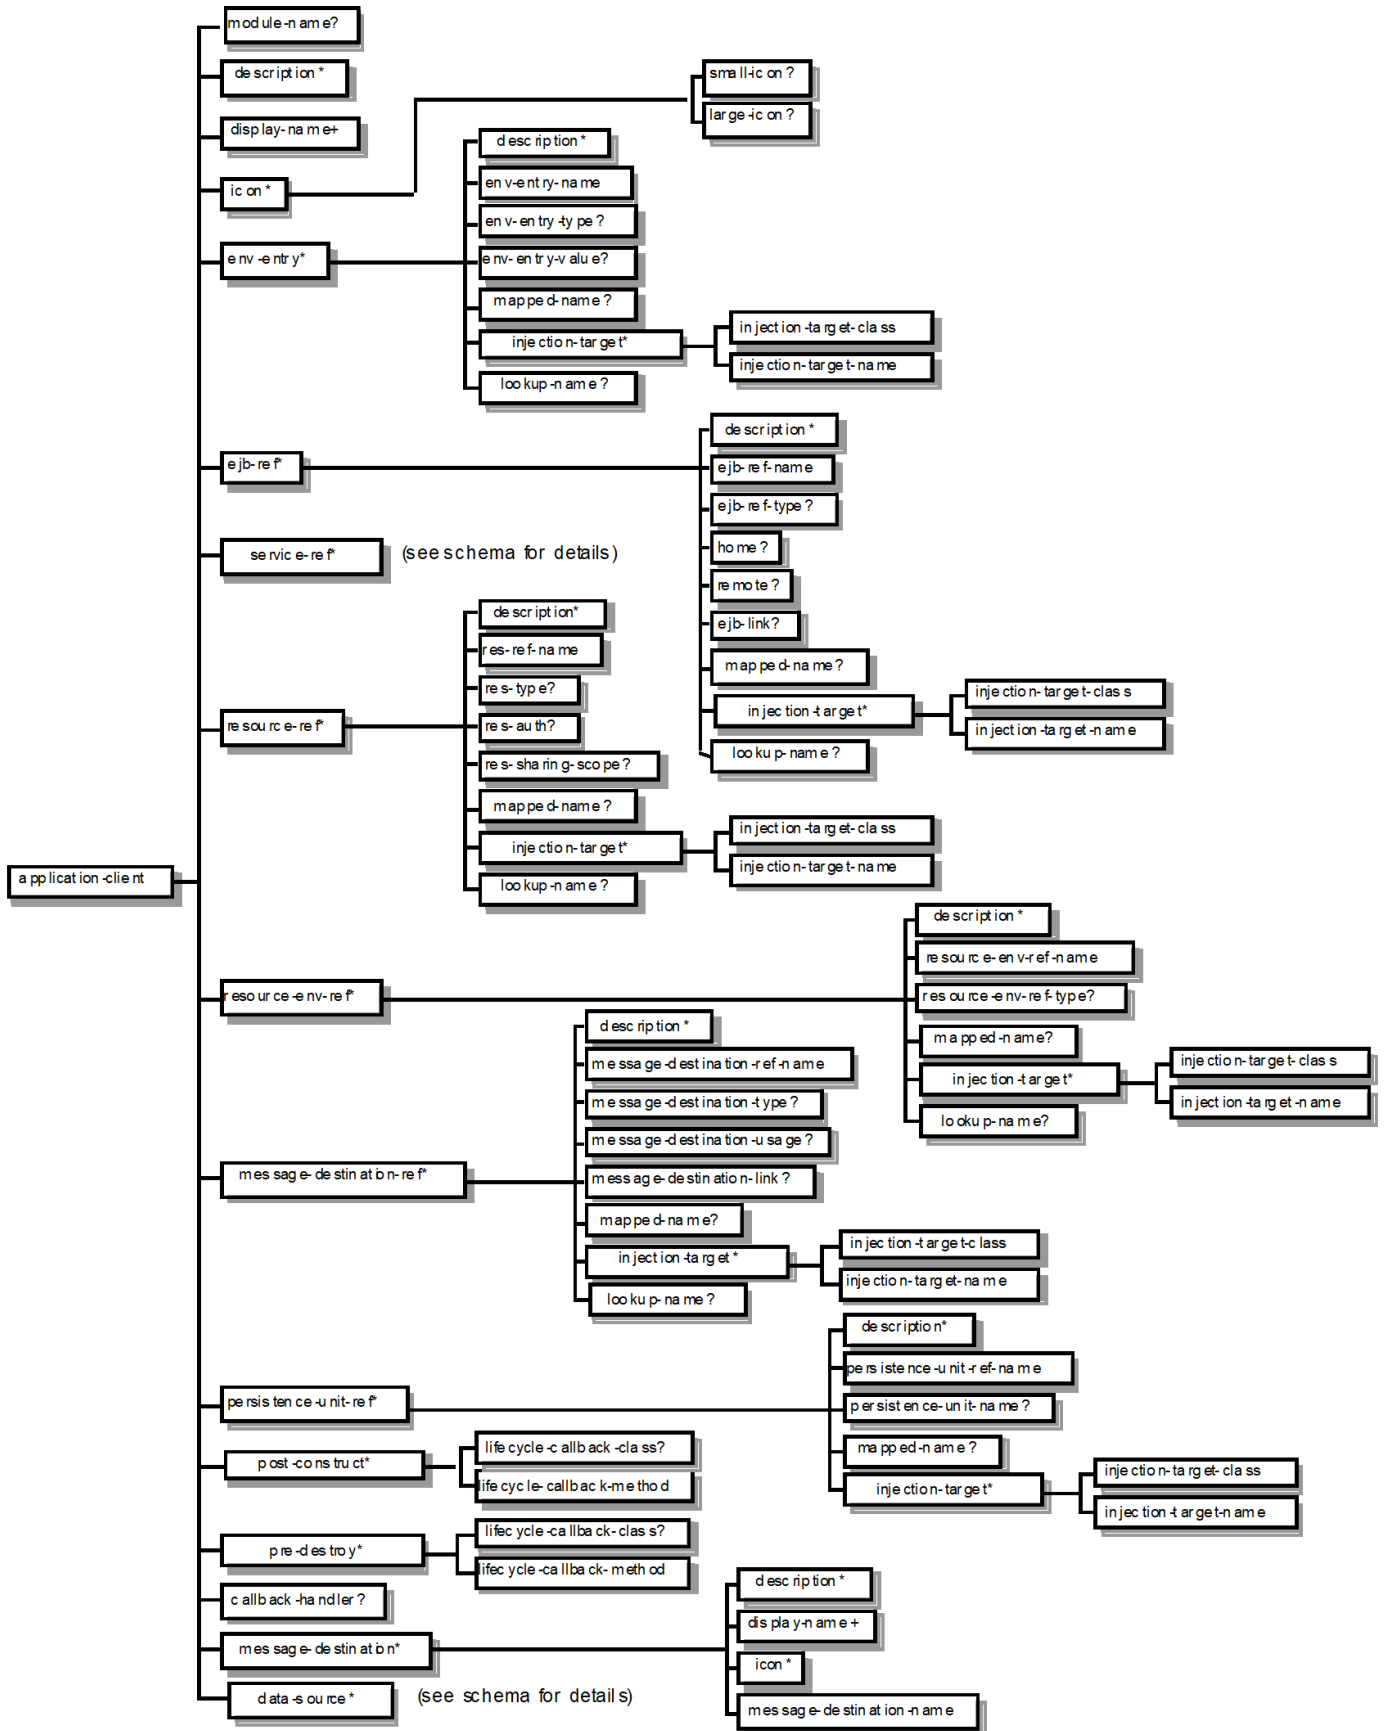 module-name?
description*
display-name+
icon*
small-icon?
large-icon?
env-entry*
description*
env-entry-name
env-entry-type?
env-entry-value?
mapped-name?
injection-target*
injection-target-class
injection-target-name
lookup-name?
ejb-ref*
description*
ejb-ref-name
ejb-ref-type?
home?
remote?
ejb-link?
mapped-name?
injection-target*
injection-target-class
injection-target-name
lookup-name?
service-ref*
(see schema for details)
resource-ref*
description*
res-ref-name
res-type?
res-auth?
res-sharing-scope?
mapped-name?
injection-target*
injection-target-class
injection-target-name
lookup-name?
application-client
resource-env-ref*
description*
resource-env-ref-name
resource-env-ref-type?
mapped-name?
injection-target*
injection-target-class
injection-target-name
lookup-name?
message-destination-ref*
description*
message-destination-ref-name
message-destination-type?
message-destination-usage?
message-destination-link?
mapped-name?
injection-target*
injection-target-class
injection-target-name
lookup-name?
persistence-unit-ref*
description*
persistence-unit-ref-name
persistence-unit-name?
mapped-name?
injection-target*
injection-target-class
injection-target-name
post-construct*
lifecycle-callback-class?
lifecycle-callback-method
pre-destroy*
lifecycle-callback-class?
lifecycle-callback-method
callback-handler?
message-destination*
description*
display-name+
icon*
message-destination-name
data-source*
(see schema for details)